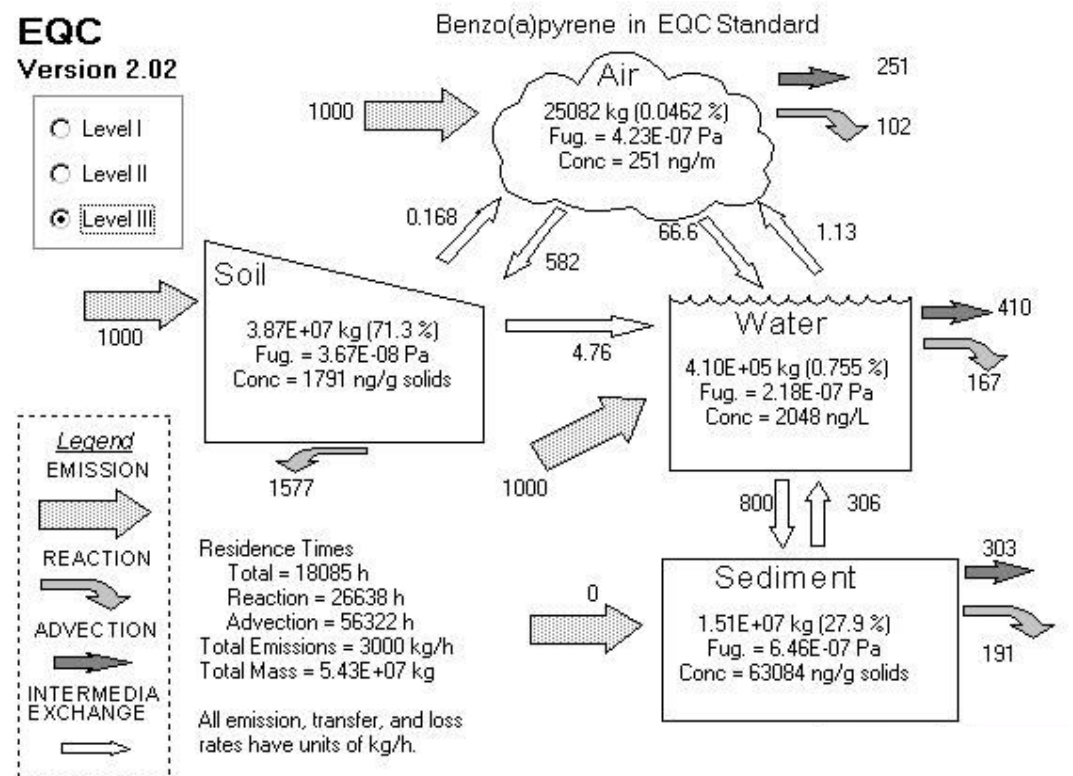 EQC
Version 2.02
Level I
Level II
Level III
Benzo(a)pyrene in EQC Standard
Air
25082 kg (0.0462 %)
Fug. = 4.23E-07 Pa
Conc = 251 ng/m
1000
251
102
0.168
582
66.6
1.13
Soil
3.87E+07 kg (71.3 %)
Fug. = 3.67E-08 Pa
Conc = 1791 ng/g solids
1000
4.76
1577
Water
4.10E+05 kg (0.755 %)
Fug. = 2.18E-07 Pa
Conc = 2048 ng/L
410
167
1000
800
306
Sediment
1.51E+07 kg (27.9 %)
Fug. = 6.46E-07 Pa
Conc = 63084 ng/g solids
0
303
191
Legend
EMISSION
REACTION
ADVECTION
INTERMEDIA
EXCHANGE
Residence Times
Total = 18085 h
Reaction = 26638 h
Advection = 56322 h
Total Emissions = 3000 kg/h
Total Mass = 5.43E+07 kg
All emission, transfer, and loss
rates have units of kg/h.